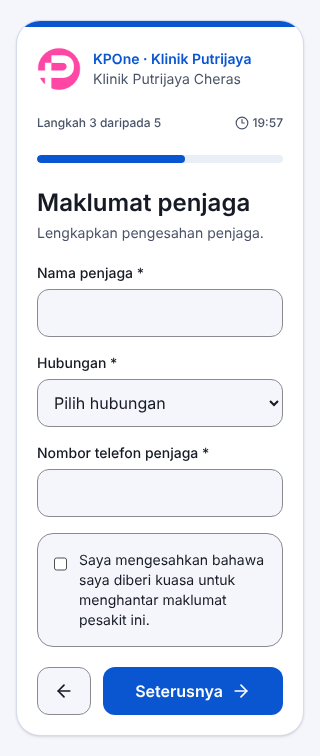 KPOne · Klinik Putrijaya
Klinik Putrijaya Cheras
Langkah 3 daripada 5
19:57
Maklumat penjaga
Lengkapkan pengesahan penjaga.
Nama penjaga *
Hubungan *
Pilih hubungan
Nombor telefon penjaga *
Saya mengesahkan bahawa
saya diberi kuasa untuk
menghantar maklumat
pesakit ini.
Seterusnya